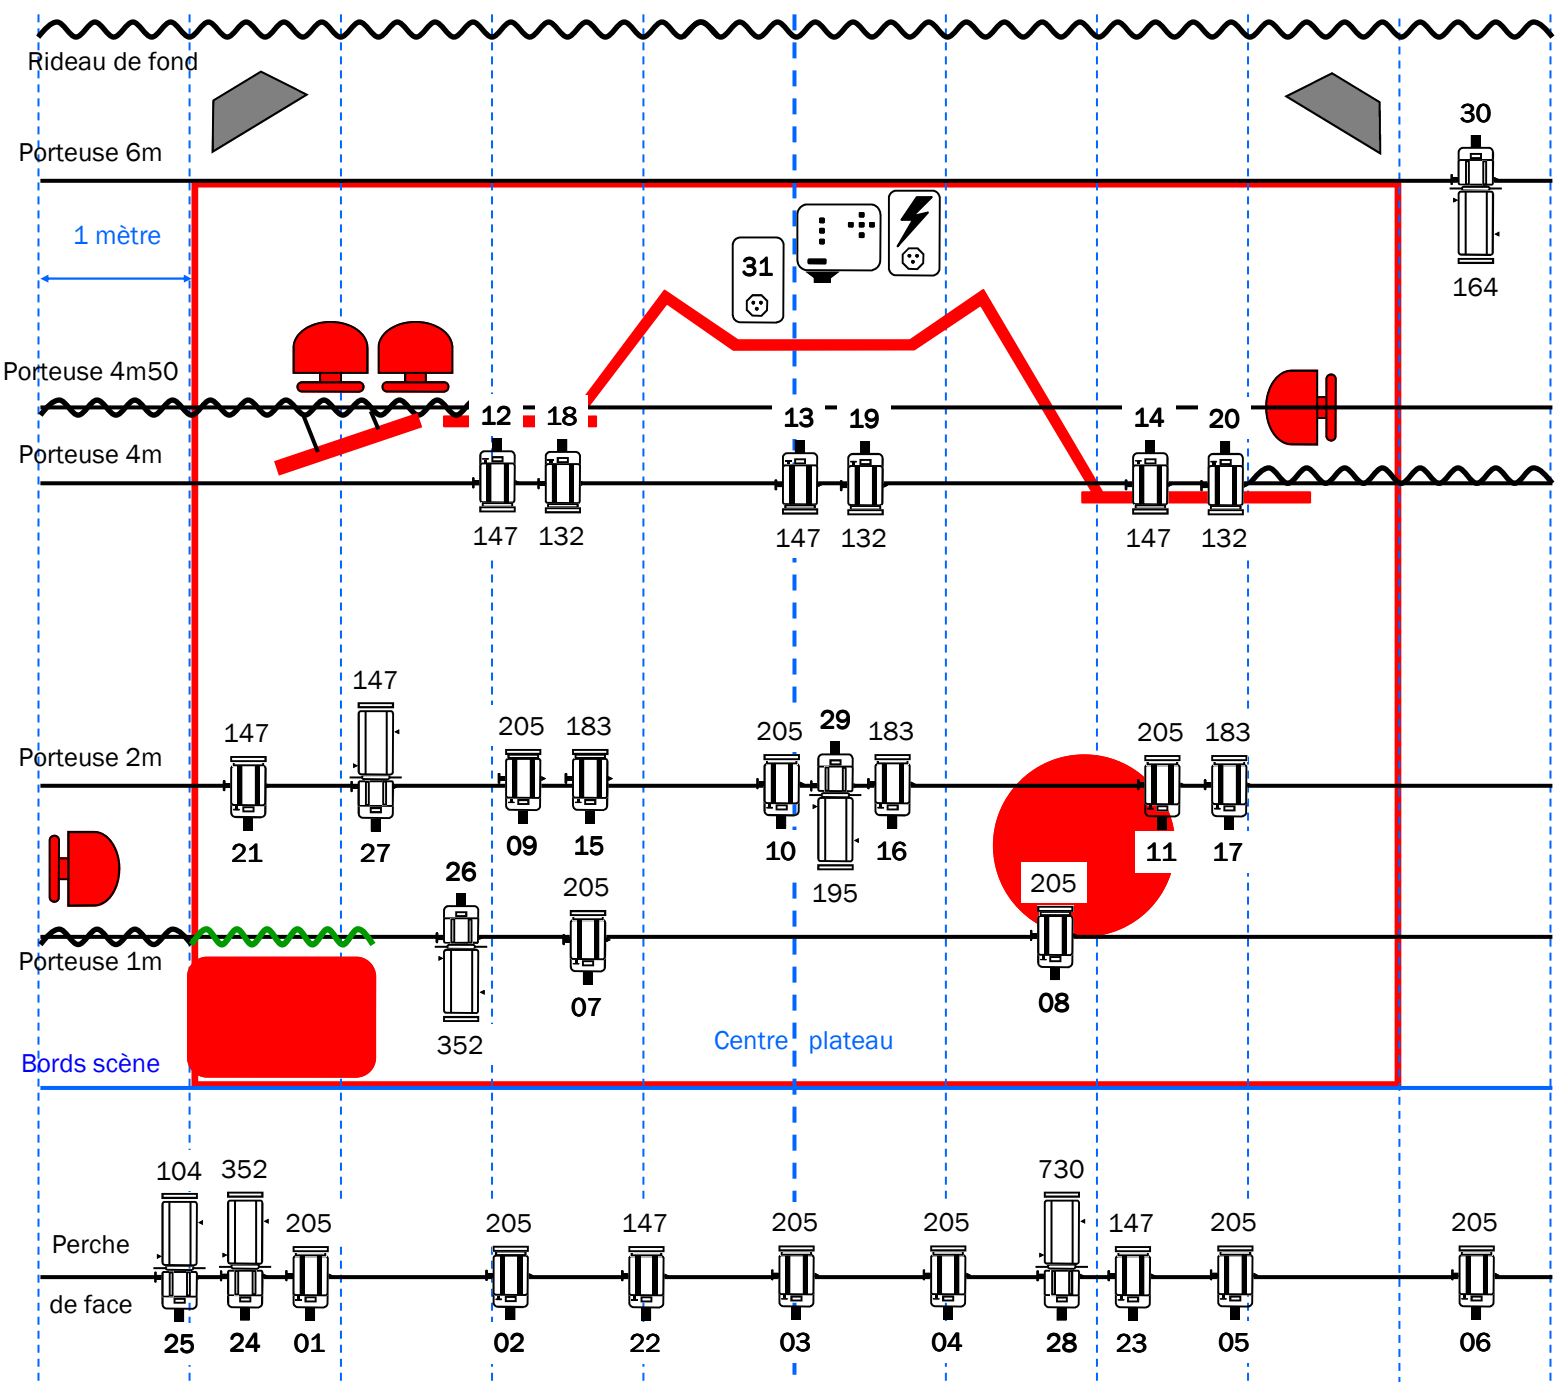 Rideau de fond
30
Porteuse 6m
1 mètre
31
164
Porteuse 4m50
12 18 13 19 14 20
Porteuse 4m
147 132 147 132 147 132
147
147 205 183 205 29 183 205 183
Porteuse 2m
21 27 09 15 10 16 11 17
26 205 195 205
Porteuse 1m
07 08
352
Centre plateau
Bords scène
104 352 205 205 147 205 205 730 147 205 205
Perche
de face
25 24 01 02 22 03 04 28 23 05 06